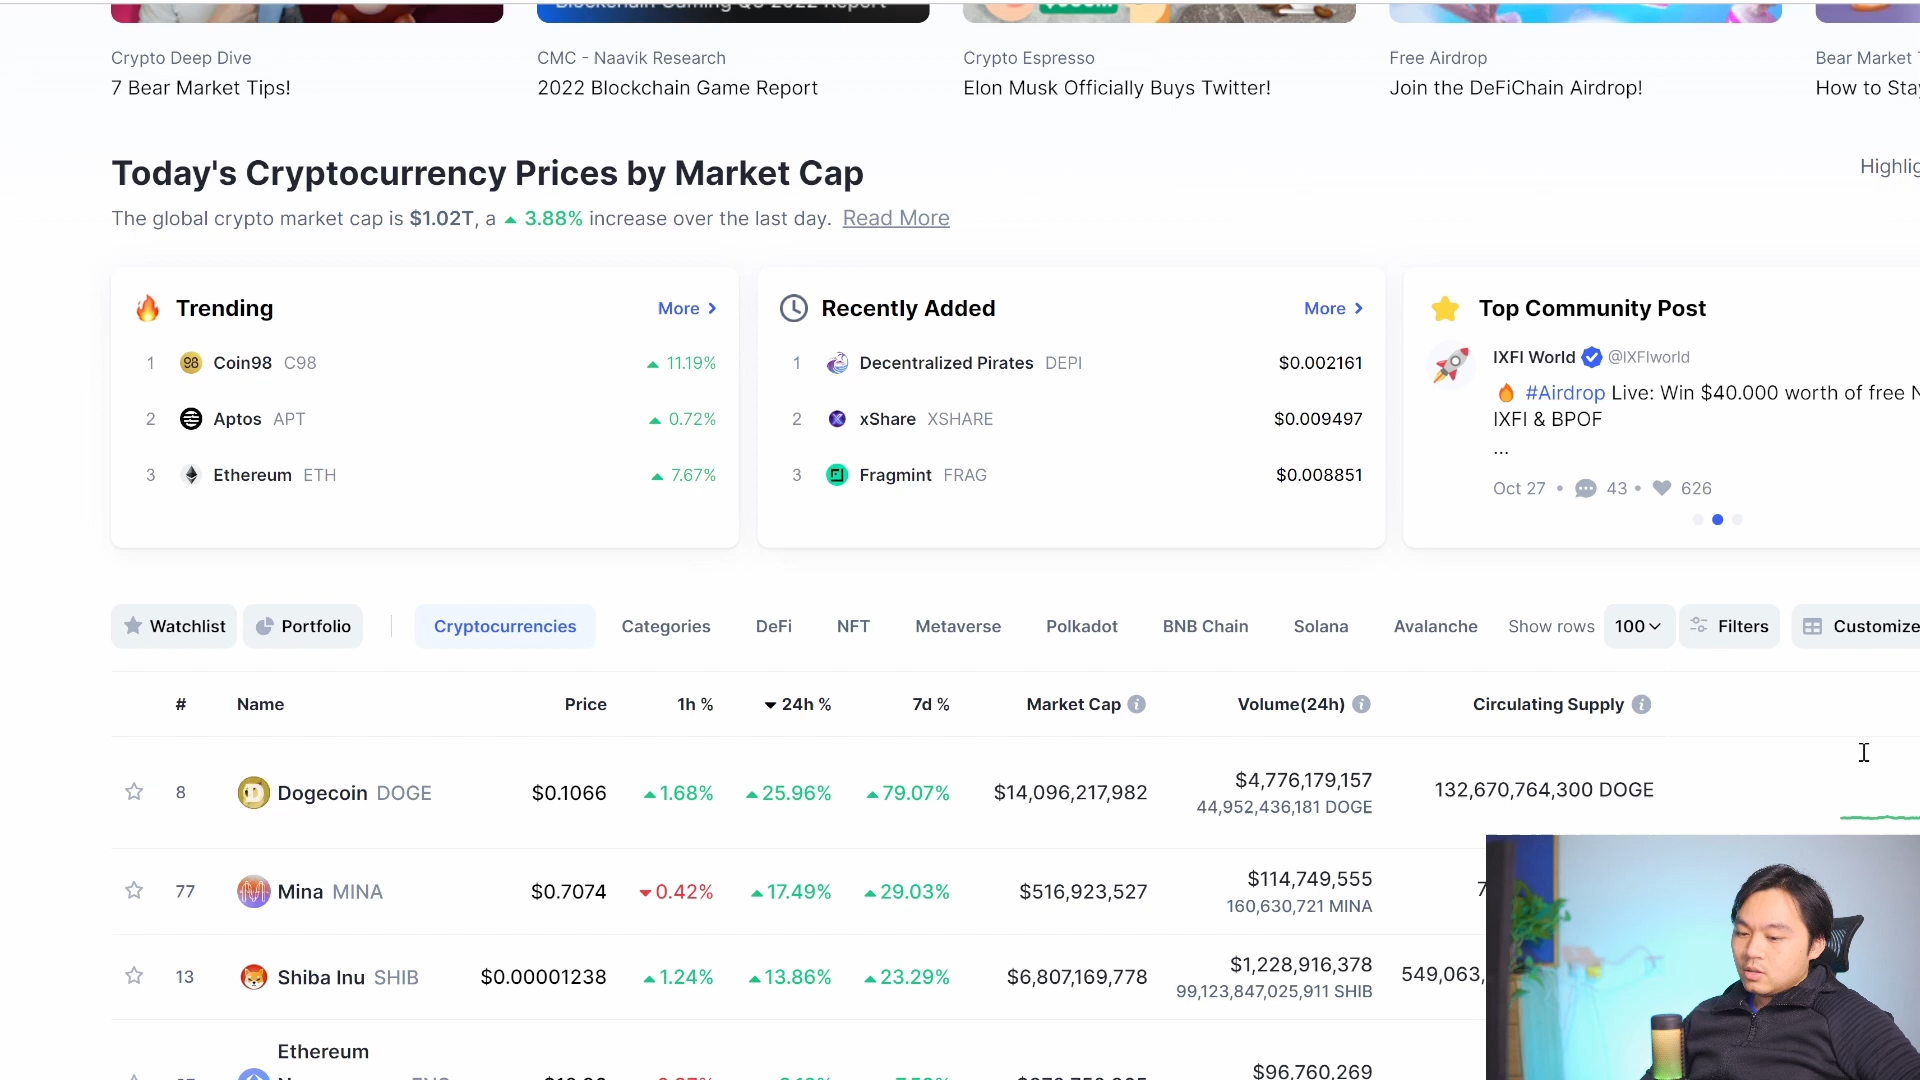 Blockchain Gaming Q3 2022 Report
Crypto Deep Dive
7 Bear Market Tips!
CMC - Naavik Research
2022 Blockchain Game Report
Crypto Espresso
Elon Musk Officially Buys Twitter!
Free Airdrop
Join the DeFiChain Airdrop!
Bear Market
How to Stay
Today's Cryptocurrency Prices by Market Cap
Highlig
The global crypto market cap is $1.02T, a 3.88% increase over the last day. Read More
Trending
More
1 Coin98 C98 11.19%
2 Aptos APT 0.72%
3 Ethereum ETH 7.67%
Recently Added
More
1 Decentralized Pirates DEPI $0.002161
2 xShare XSHARE $0.009497
3 Fragmint FRAG $0.008851
Top Community Post
IXFI World @IXFIworld
#Airdrop Live: Win $40.000 worth of free N
IXFI & BPOF
...
Oct 27 • 43 • 626
Watchlist Portfolio Cryptocurrencies Categories DeFi NFT Metaverse Polkadot BNB Chain Solana Avalanche Show rows 100 Filters Customize
# Name Price 1h % 24h % 7d % Market Cap Volume(24h) Circulating Supply
8 Dogecoin DOGE $0.1066 1.68% 25.96% 79.07% $14,096,217,982 $4,776,179,157 132,670,764,300 DOGE
44,952,436,181 DOGE
77 Mina MINA $0.7074 0.42% 17.49% 29.03% $516,923,527 $114,749,555 7
160,630,721 MINA
13 Shiba Inu SHIB $0.00001238 1.24% 13.86% 23.29% $6,807,169,778 $1,228,916,378 549,063,
99,123,847,025,911 SHIB
Ethereum
$96,760,269